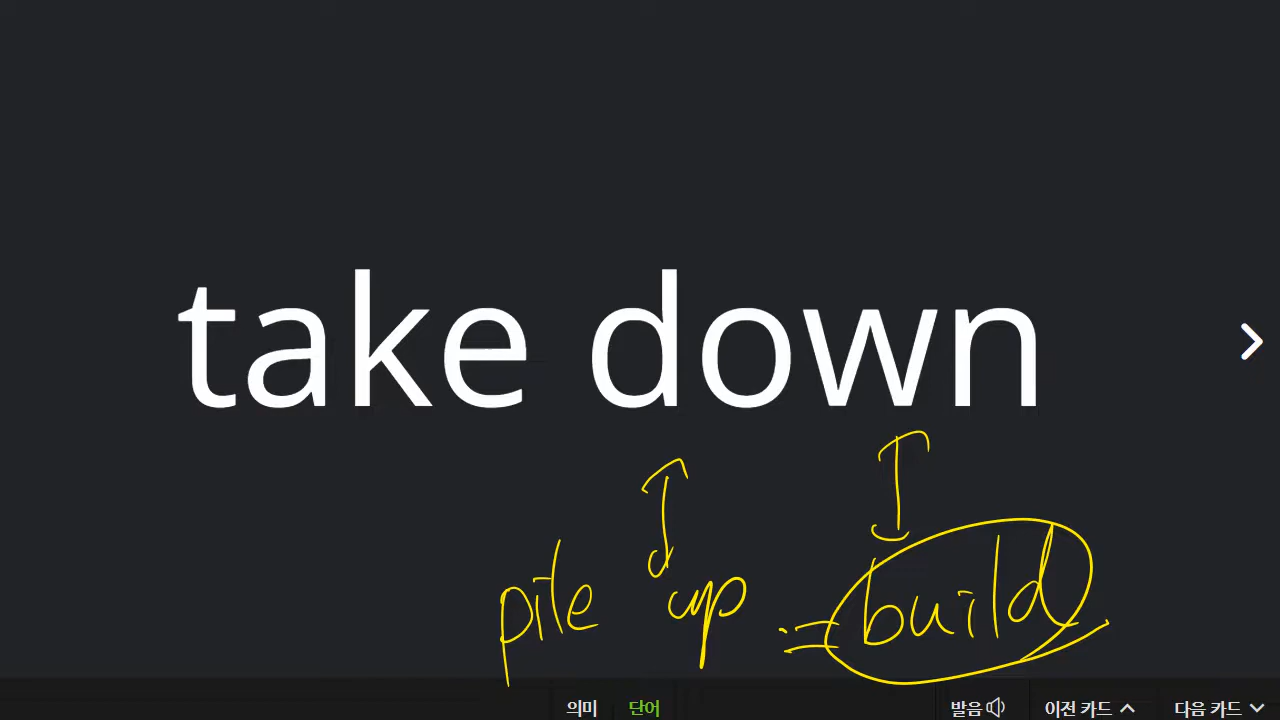 take down
pile up = build
의미 단어 발음 이전 카드 다음 카드